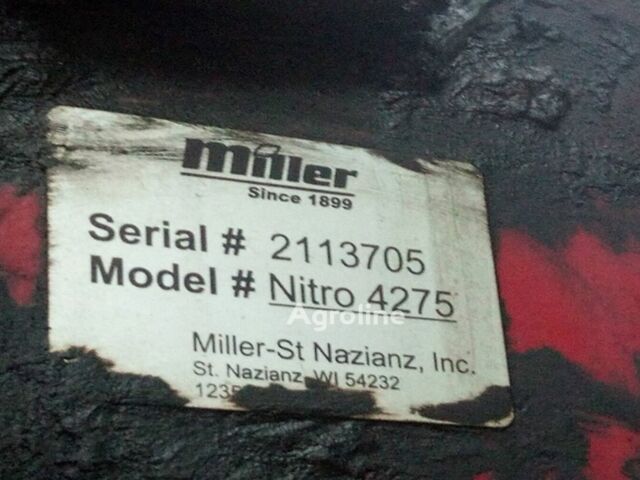 Miller
Since 1899
Serial # 2113705
Model # Nitro 4275
Agroline
Miller-St Nazianz, Inc.
St. Nazianz, WI 54232